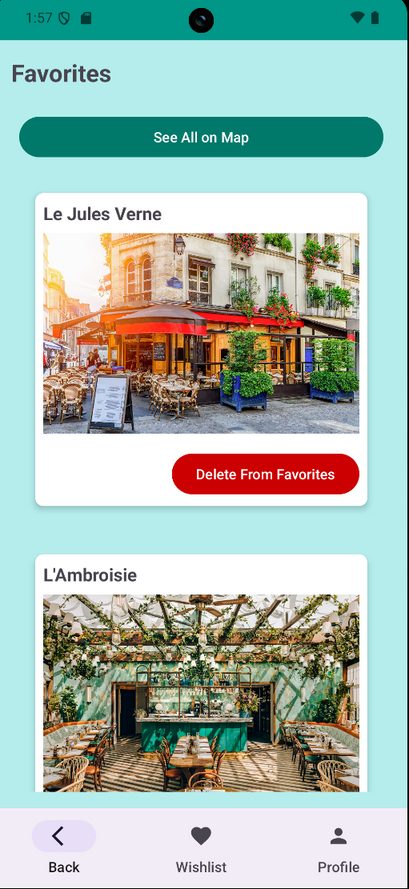 1:57
Favorites
See All on Map
Le Jules Verne
Delete From Favorites
L'Ambroisie
Back
Wishlist
Profile